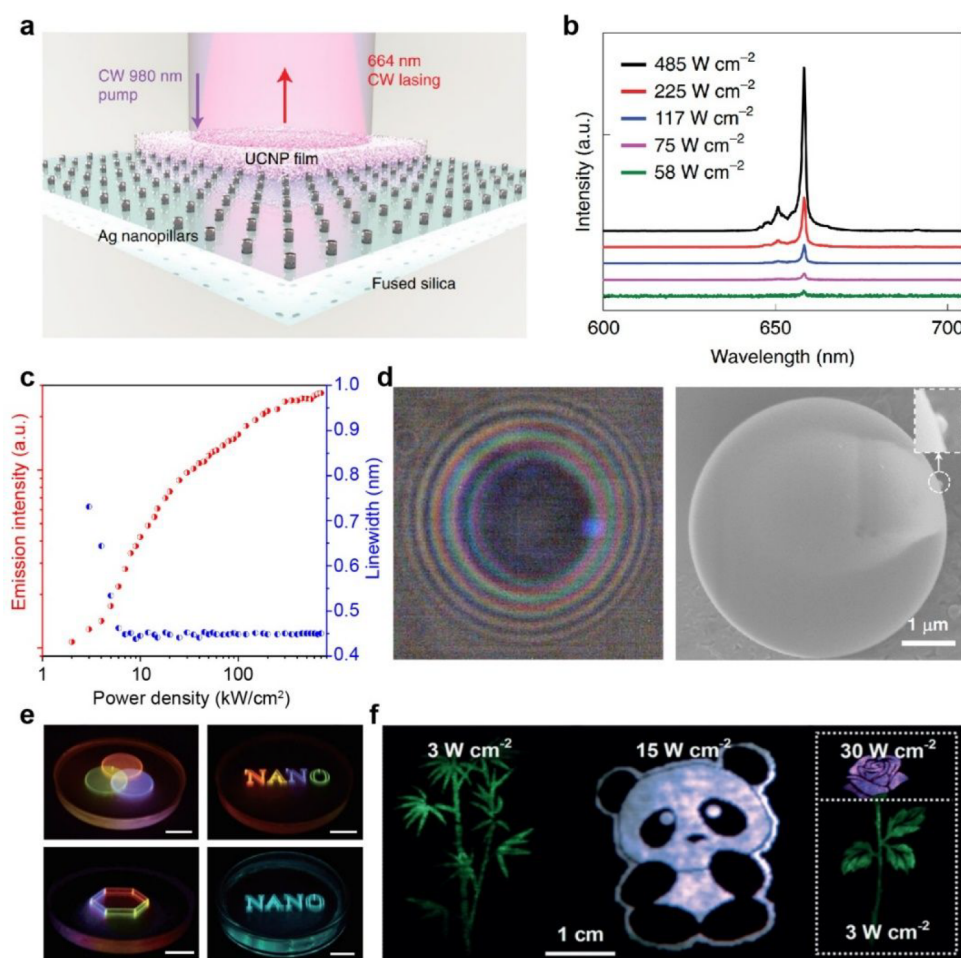 a
CW 980 nm
pump
664 nm
CW lasing
UCNP film
Ag nanopillars
Fused silica
b
Intensity (a.u.)
485 W cm⁻²
225 W cm⁻²
117 W cm⁻²
75 W cm⁻²
58 W cm⁻²
600
650
700
Wavelength (nm)
c
Emission intensity (a.u.)
1.0
0.9
0.8
0.7
0.6
0.5
0.4
Linewidth (nm)
1
10
100
Power density (kW/cm²)
d
1 μm
e
NANO
NANO
f
3 W cm⁻²
15 W cm⁻²
30 W cm⁻²
1 cm
3 W cm⁻²